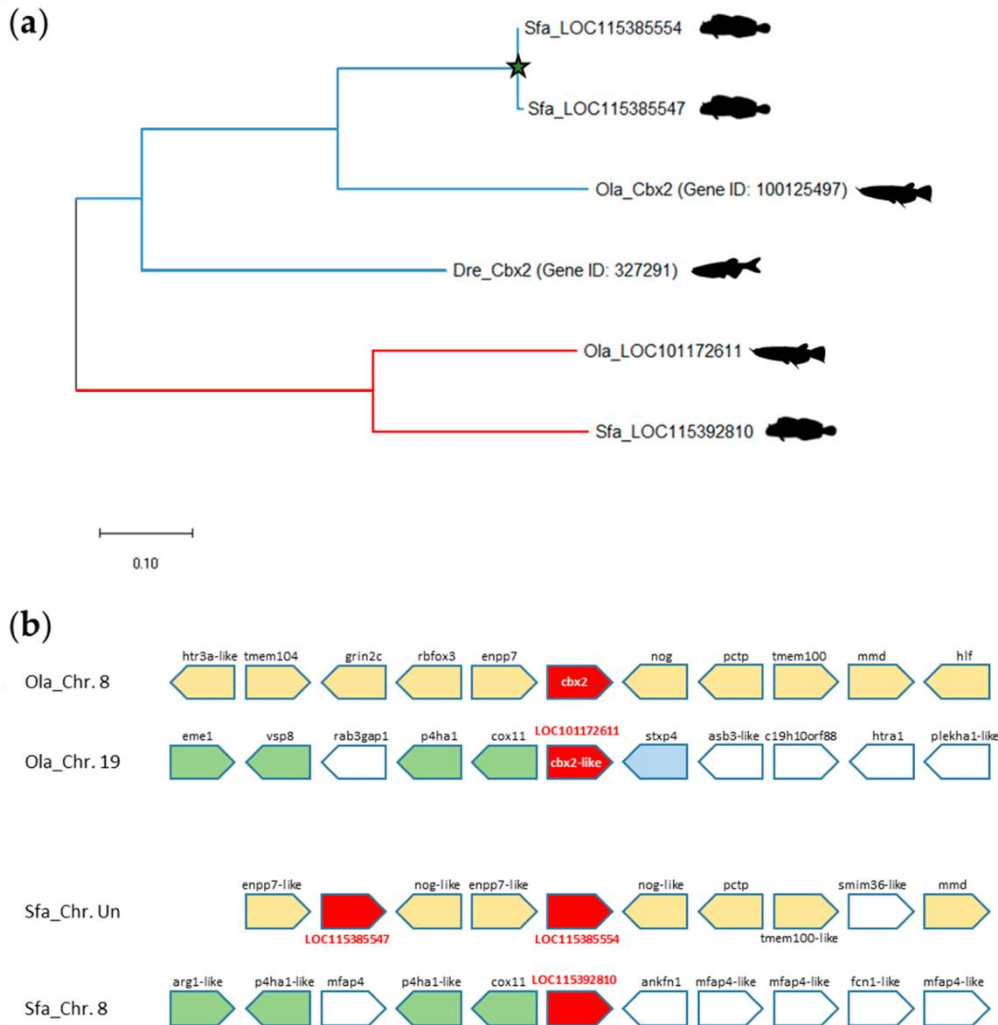 (a)
Sfa_LOC115385554
Sfa_LOC115385547
Ola_Cbx2 (Gene ID: 100125497)
Dre_Cbx2 (Gene ID: 327291)
Ola_LOC101172611
Sfa_LOC115392810
0.10
(b)
htr3a-like tmem104 grin2c rbfox3 enpp7 nog pctp tmem100 mmd hlf
Ola_Chr. 8 cbx2
LOC101172611
eme1 vsp8 rab3gap1 p4ha1 cox11 stxp4 asb3-like c19h10orf88 htra1 plekha1-like
Ola_Chr. 19 cbx2-like
enpp7-like nog-like enpp7-like nog-like pctp smim36-like mmd
Sfa_Chr. Un
LOC115385547 LOC115385554 tmem100-like
LOC115392810
arg1-like p4ha1-like mfap4 p4ha1-like cox11 ankfn1 mfap4-like mfap4-like fcn1-like mfap4-like
Sfa_Chr. 8